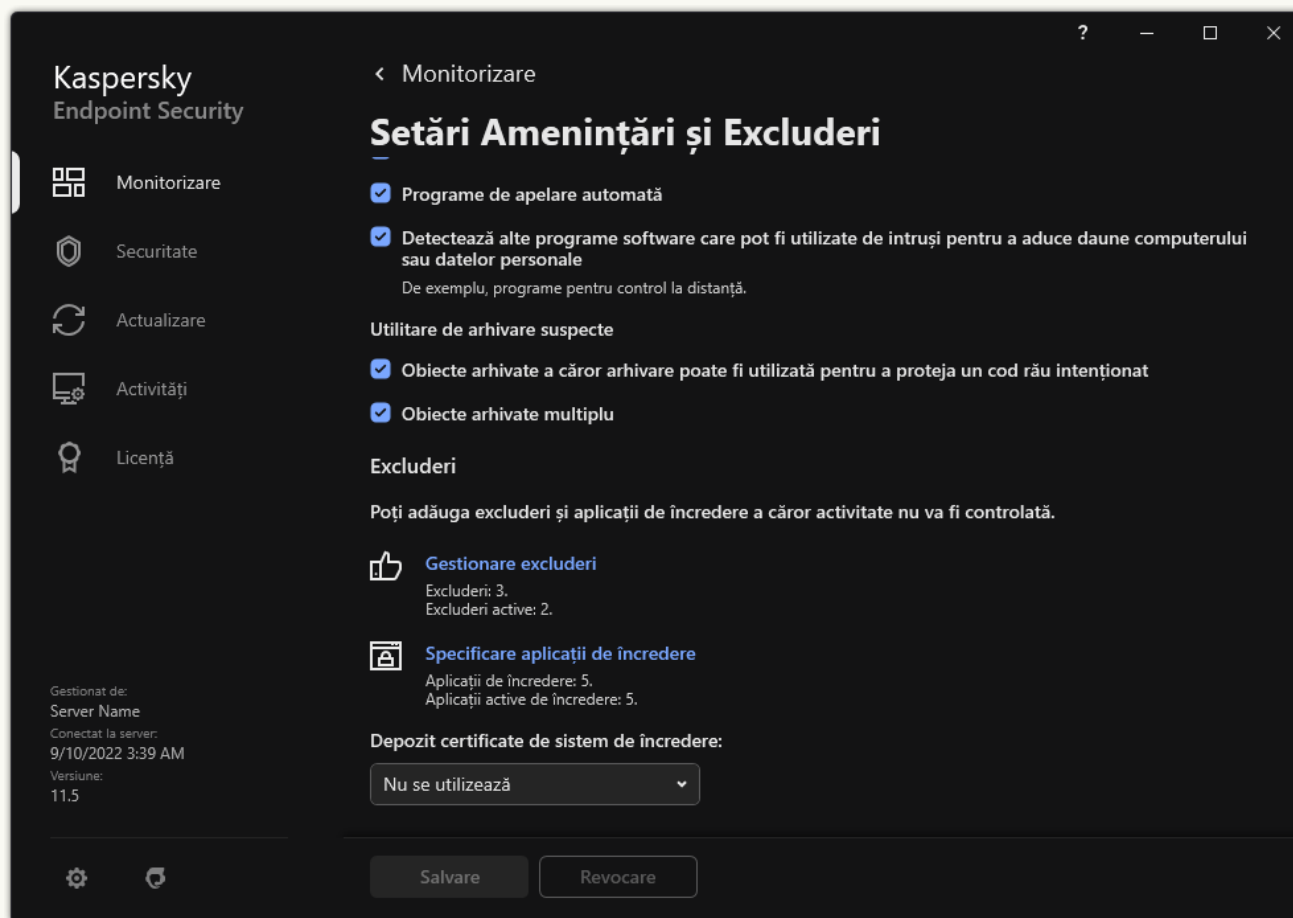 ?
Kaspersky
Endpoint Security
Monitorizare
Securitate
Actualizare
Activități
Licență
Gestionat de:
Server Name
Conectat la server:
9/10/2022 3:39 AM
Versiune:
11.5
Monitorizare
Setări Amenințări și Excluderi
Programe de apelare automată
Detectează alte programe software care pot fi utilizate de intruși pentru a aduce daune computerului
sau datelor personale
De exemplu, programe pentru control la distanță.
Utilitare de arhivare suspecte
Obiecte arhivate a căror arhivare poate fi utilizată pentru a proteja un cod rău intenționat
Obiecte arhivate multiplu
Excluderi
Poți adăuga excluderi și aplicații de încredere a căror activitate nu va fi controlată.
Gestionare excluderi
Excluderi: 3.
Excluderi active: 2.
Specificare aplicații de încredere
Aplicații de încredere: 5.
Aplicații active de încredere: 5.
Depozit certificate de sistem de încredere:
Nu se utilizează
Salvare
Revocare